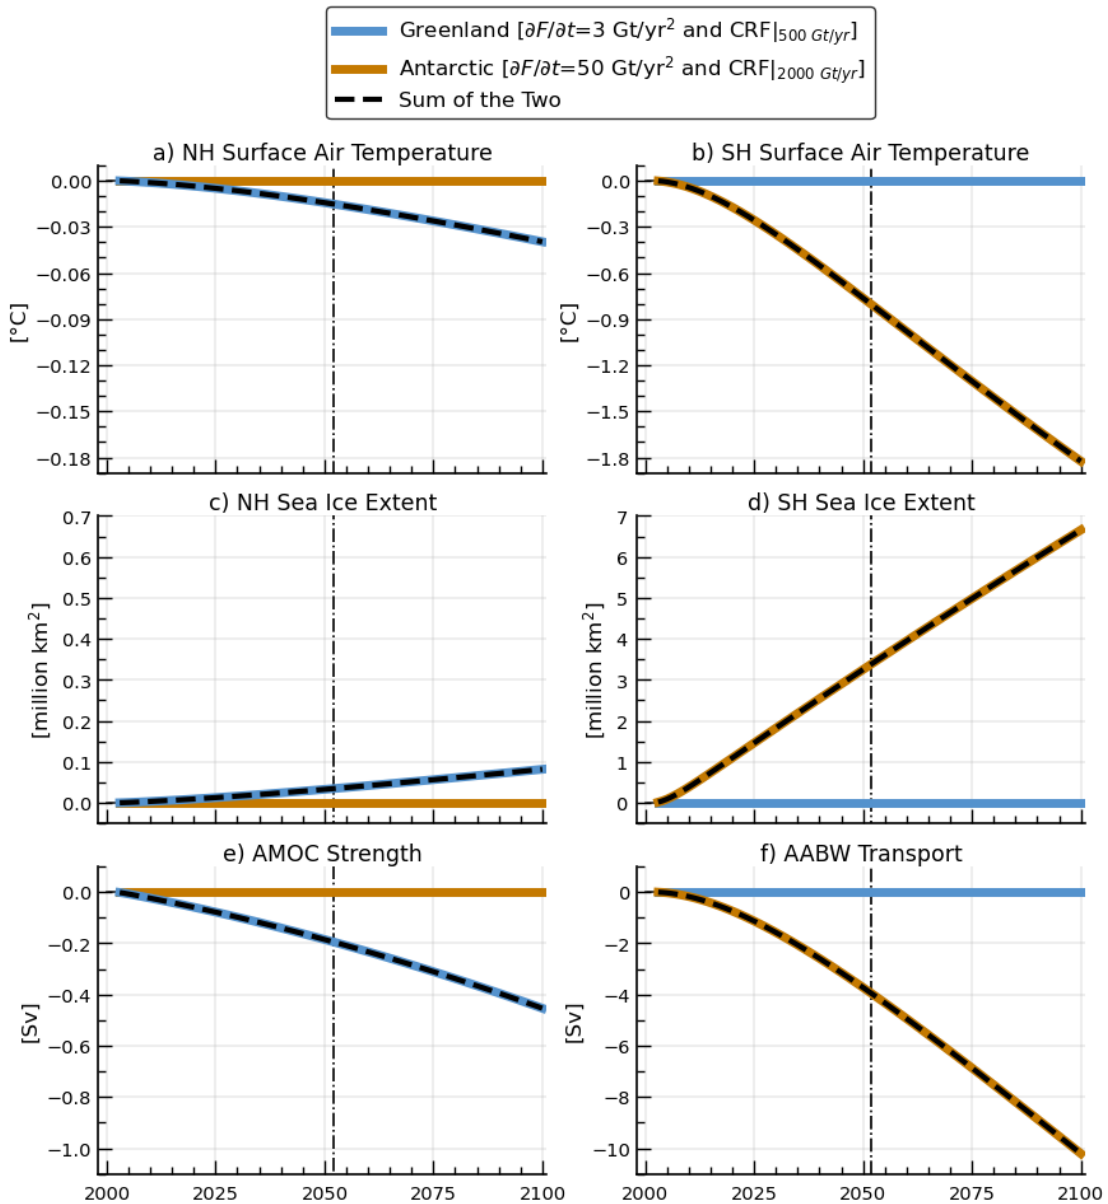 Greenland [∂F/∂t=3 Gt/yr² and CRF|500 Gt/yr]
Antarctic [∂F/∂t=50 Gt/yr² and CRF|2000 Gt/yr]
Sum of the Two
a) NH Surface Air Temperature
0.00
−0.03
−0.06
−0.09
−0.12
−0.15
−0.18
[°C]
b) SH Surface Air Temperature
0.0
−0.3
−0.6
−0.9
−1.2
−1.5
−1.8
[°C]
c) NH Sea Ice Extent
0.7
0.6
0.5
0.4
0.3
0.2
0.1
0.0
[million km²]
d) SH Sea Ice Extent
7
6
5
4
3
2
1
0
[million km²]
e) AMOC Strength
0.0
−0.2
−0.4
−0.6
−0.8
−1.0
[Sv]
2000 2025 2050 2075 2100
f) AABW Transport
0
−2
−4
−6
−8
−10
[Sv]
2000 2025 2050 2075 2100